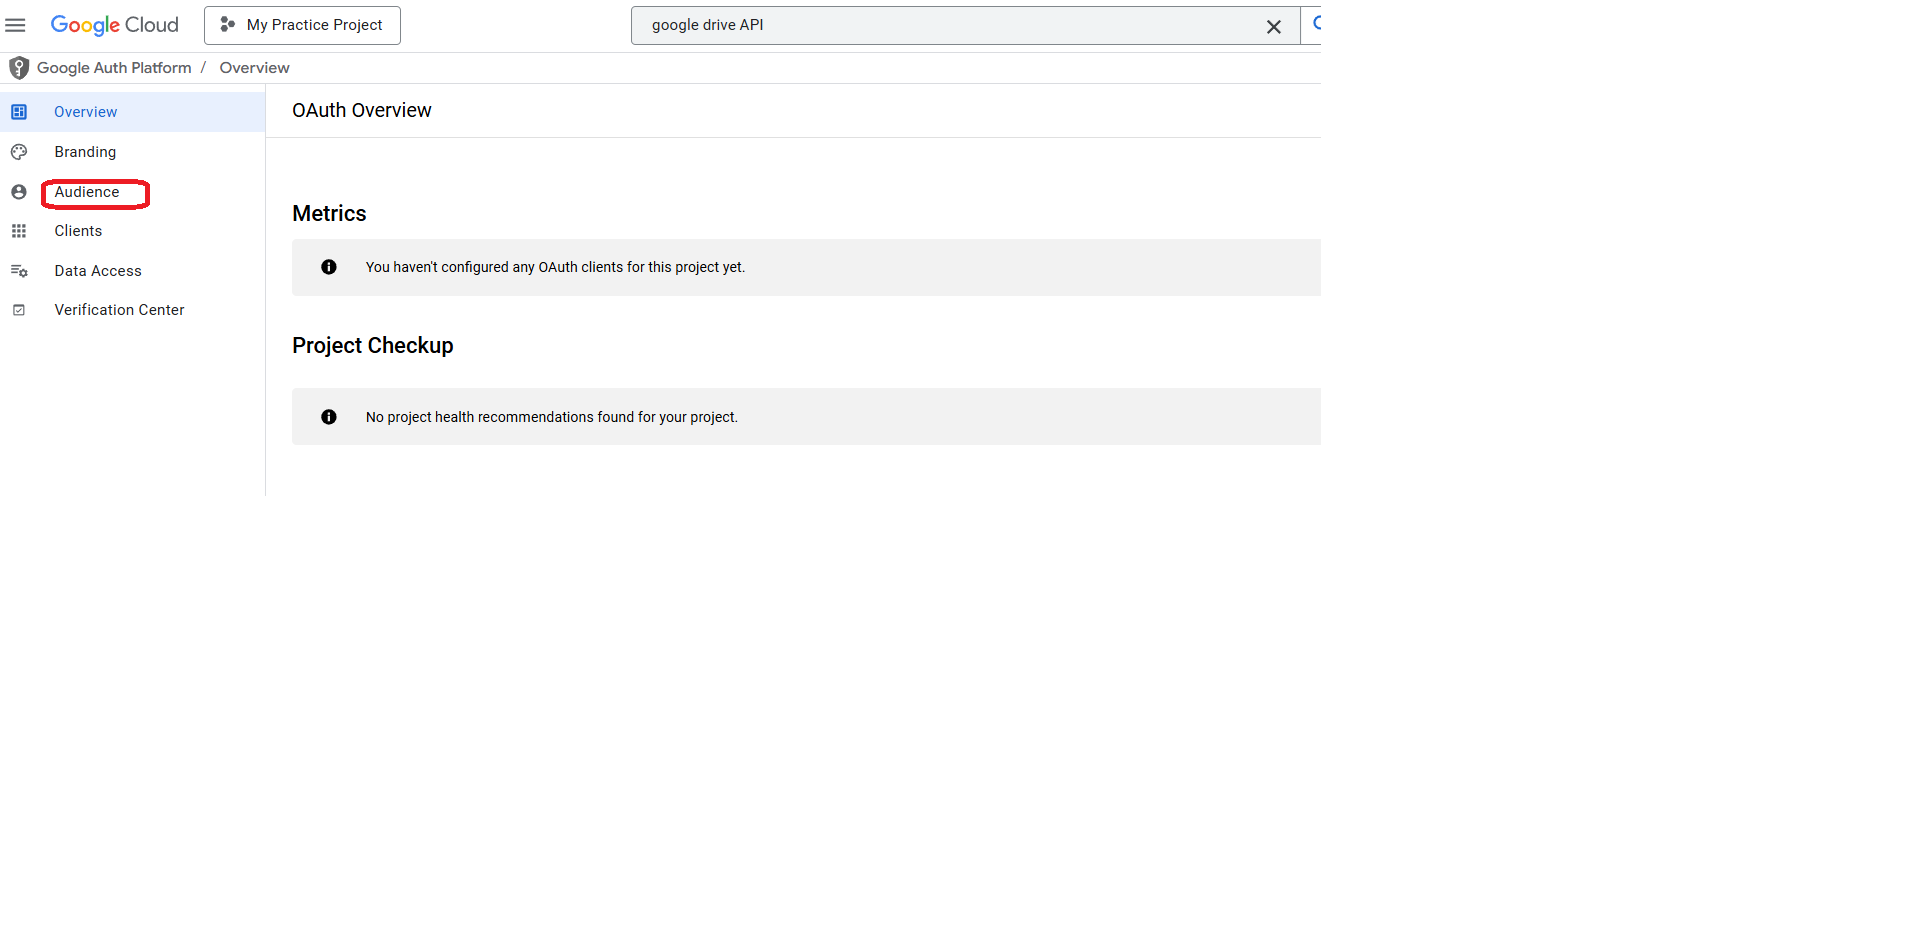 Google Cloud
My Practice Project
google drive API
Google Auth Platform / Overview
Overview
Branding
Audience
Clients
Data Access
Verification Center
OAuth Overview
Metrics
You haven't configured any OAuth clients for this project yet.
Project Checkup
No project health recommendations found for your project.